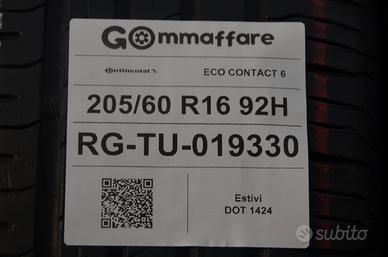 GOmmaffare
Continental
ECO CONTACT 6
205/60 R16 92H
RG-TU-019330
Estivi
DOT 1424
subito